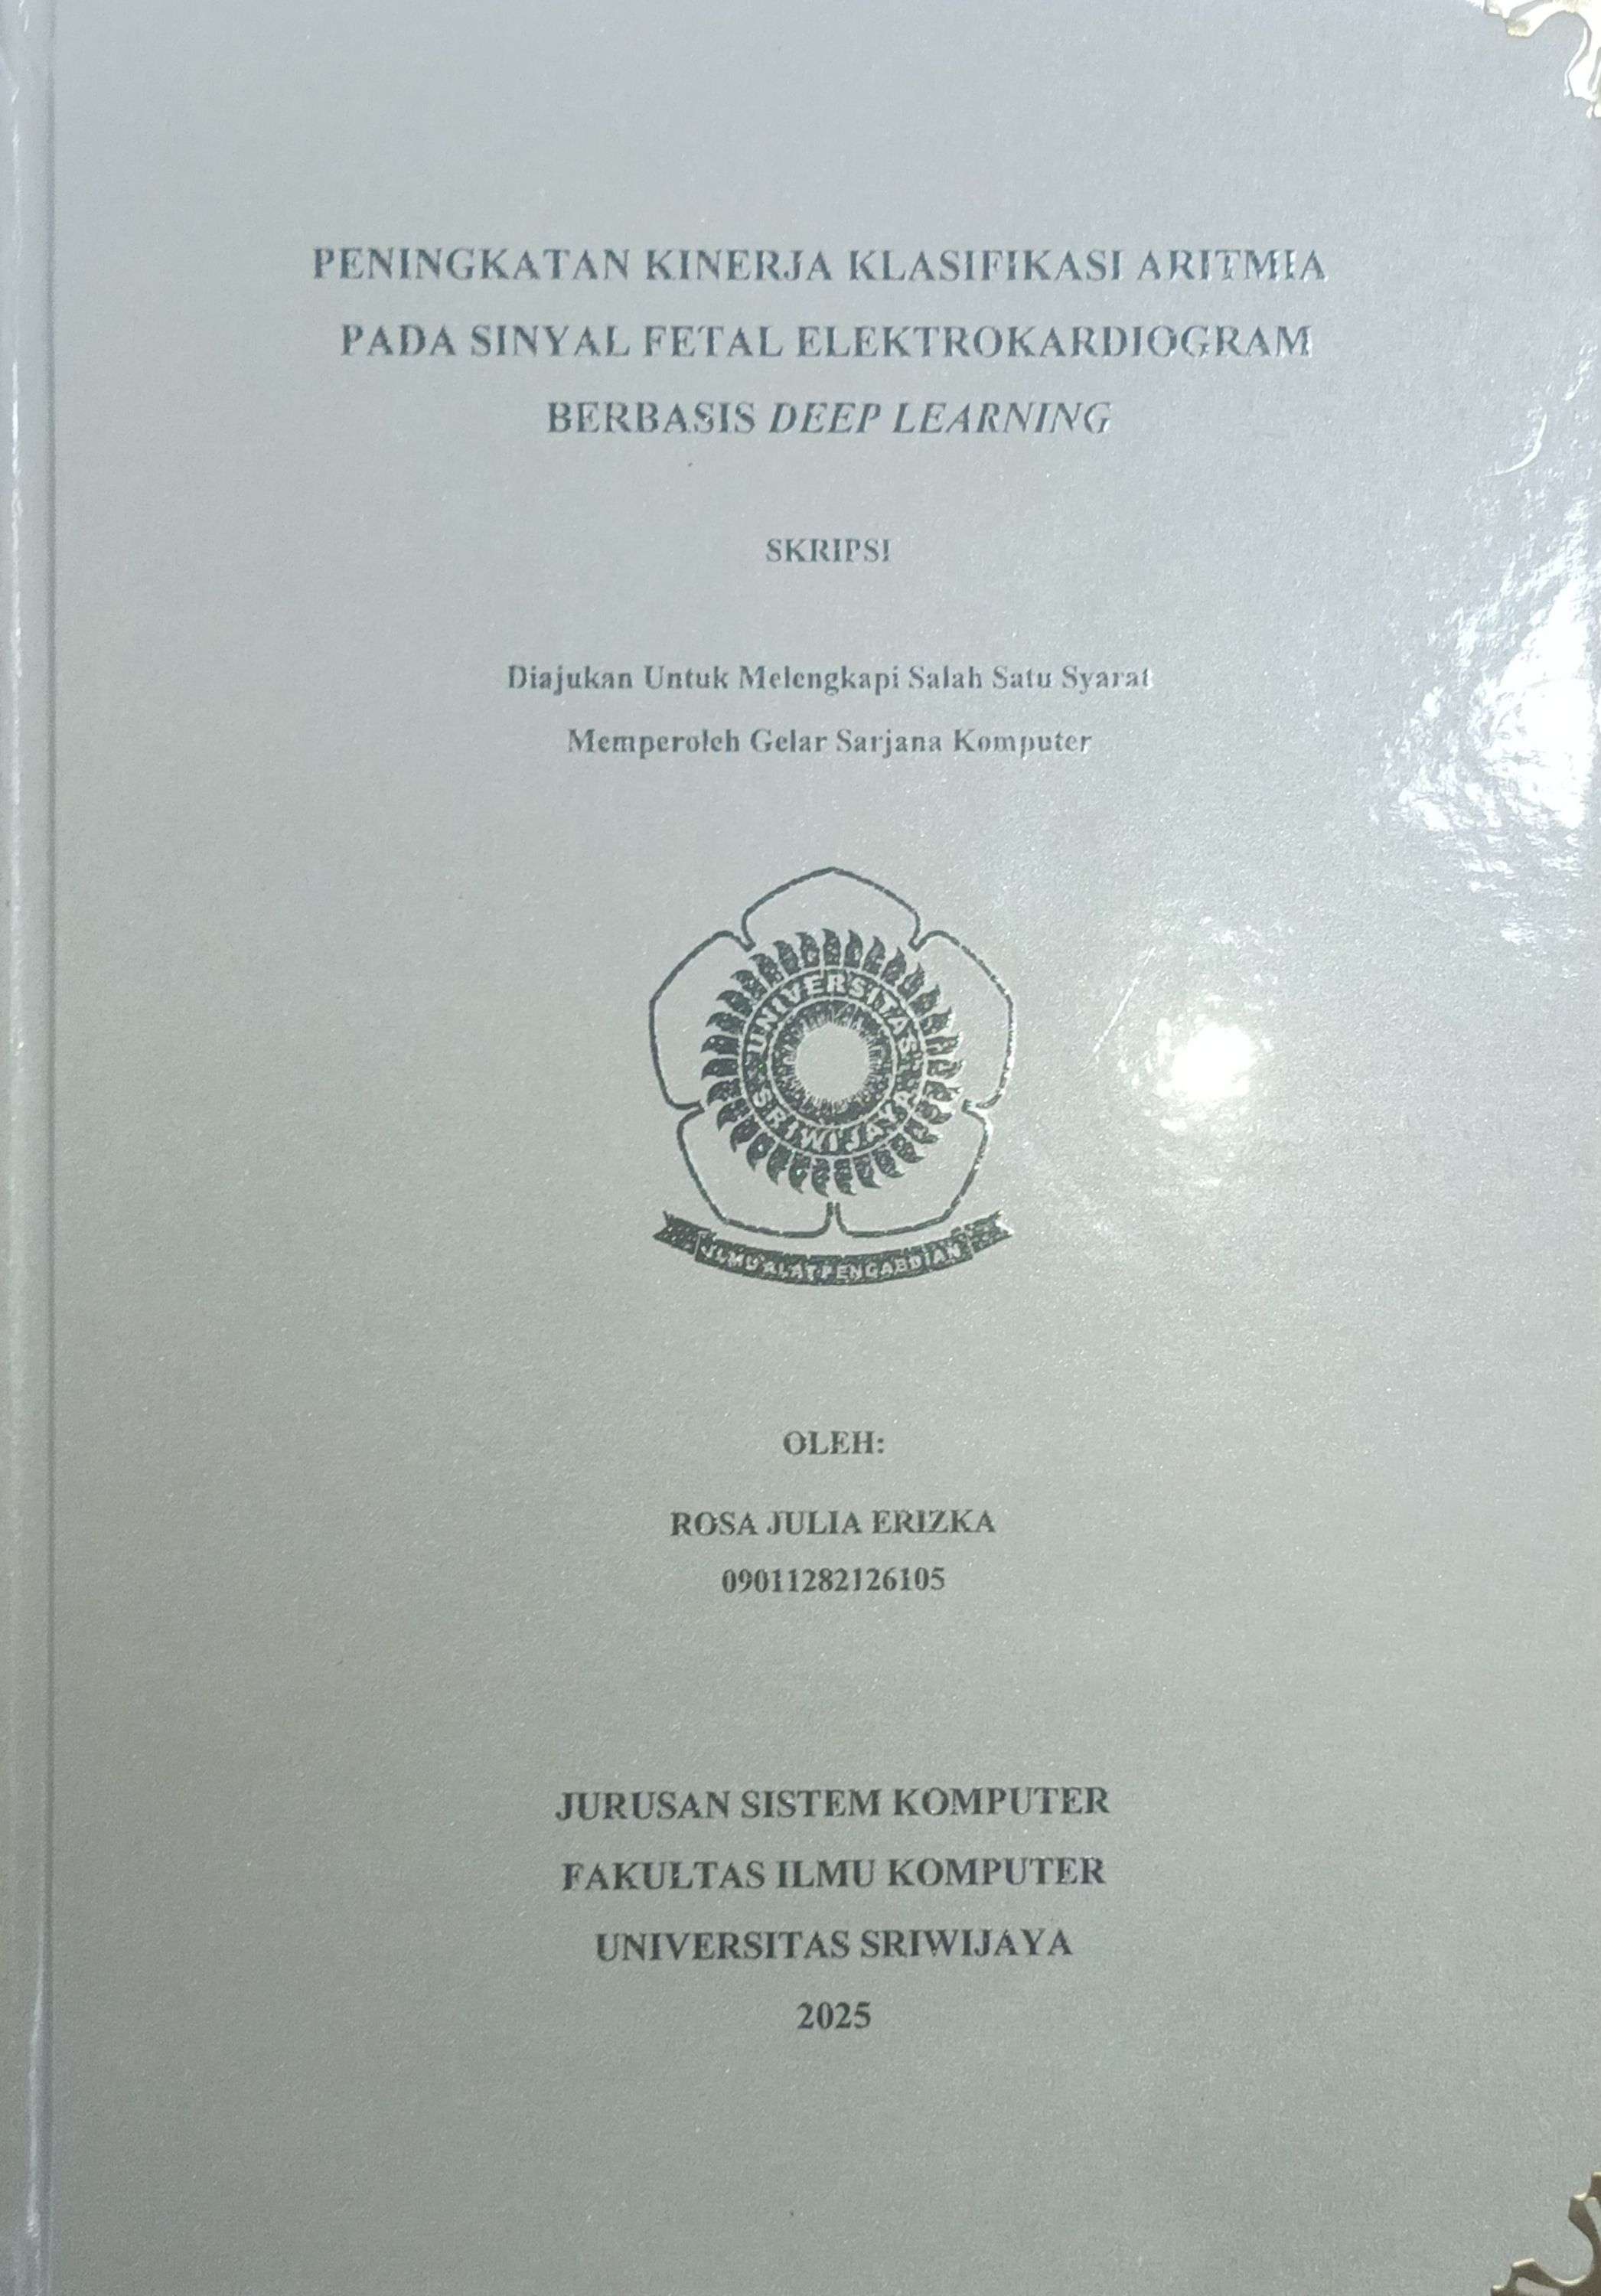 PENINGKATAN KINERJA KLASIFIKASI ARITMIA
PADA SINYAL FETAL ELEKTROKARDIOGRAM
BERBASIS DEEP LEARNING
SKRIPSI
Diajukan Untuk Melengkapi Salah Satu Syarat
Memperoleh Gelar Sarjana Komputer
UNIVERSITAS
SRIWIJAYA
ILMU ALAT PENGABDIAN
OLEH:
ROSA JULIA ERIZKA
09011282126105
JURUSAN SISTEM KOMPUTER
FAKULTAS ILMU KOMPUTER
UNIVERSITAS SRIWIJAYA
2025